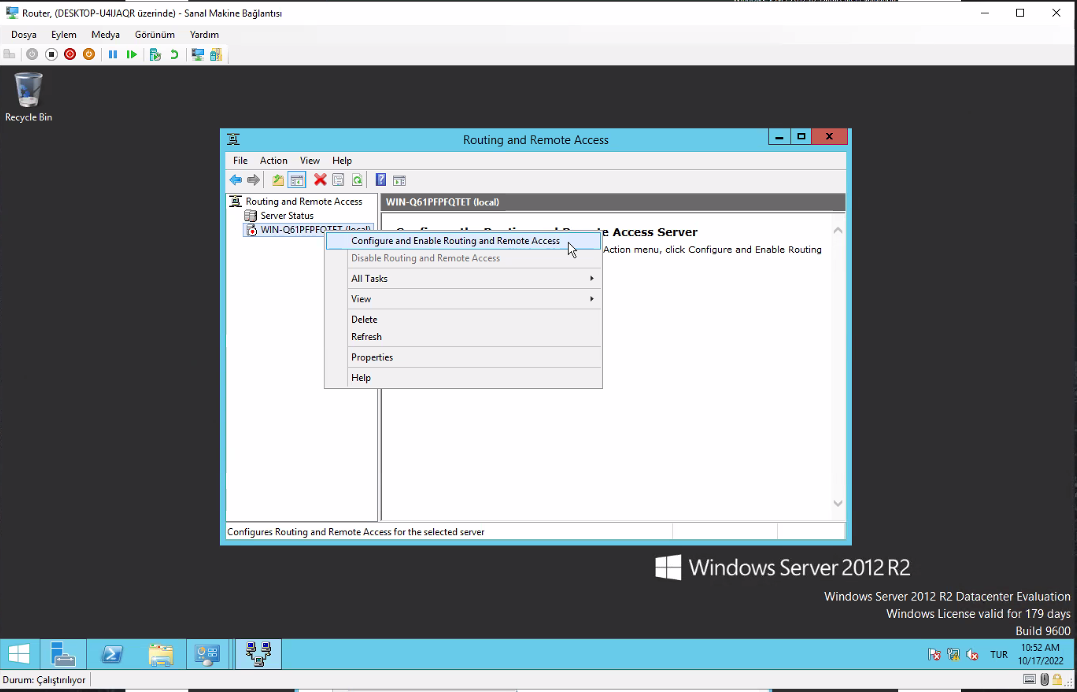 Router, (DESKTOP-U4IJAQR üzerinde) - Sanal Makine Bağlantısı
Dosya Eylem Medya Görünüm Yardım
Recycle Bin
Routing and Remote Access
File Action View Help
Routing and Remote Access
Server Status
WIN-Q61PFPFQTET (local)
WIN-Q61PFPFQTET (local)
e Access Server
Action menu, click Configure and Enable Routing
Configure and Enable Routing and Remote Access
Disable Routing and Remote Access
All Tasks
View
Delete
Refresh
Properties
Help
Configures Routing and Remote Access for the selected server
Windows Server 2012 R2
Windows Server 2012 R2 Datacenter Evaluation
Windows License valid for 179 days
Build 9600
TUR
10:52 AM
10/17/2022
Durum: Çalıştırılıyor